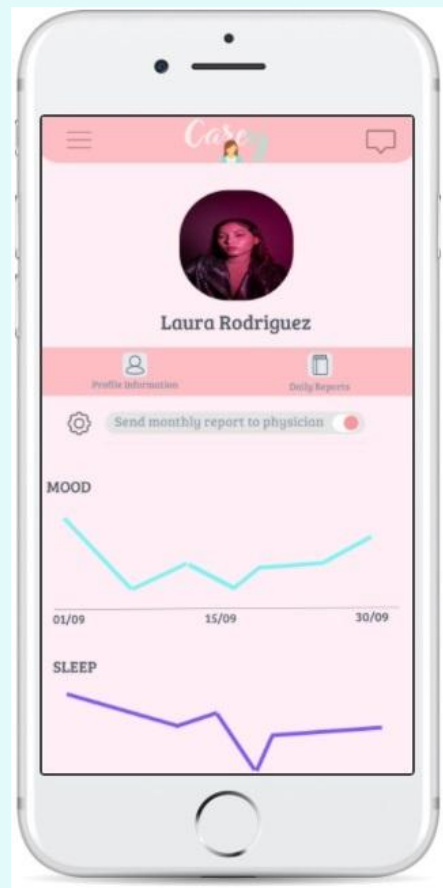 Casey
Laura Rodriguez
Profile Information
Daily Reports
Send monthly report to physician
MOOD
01/09
15/09
30/09
SLEEP